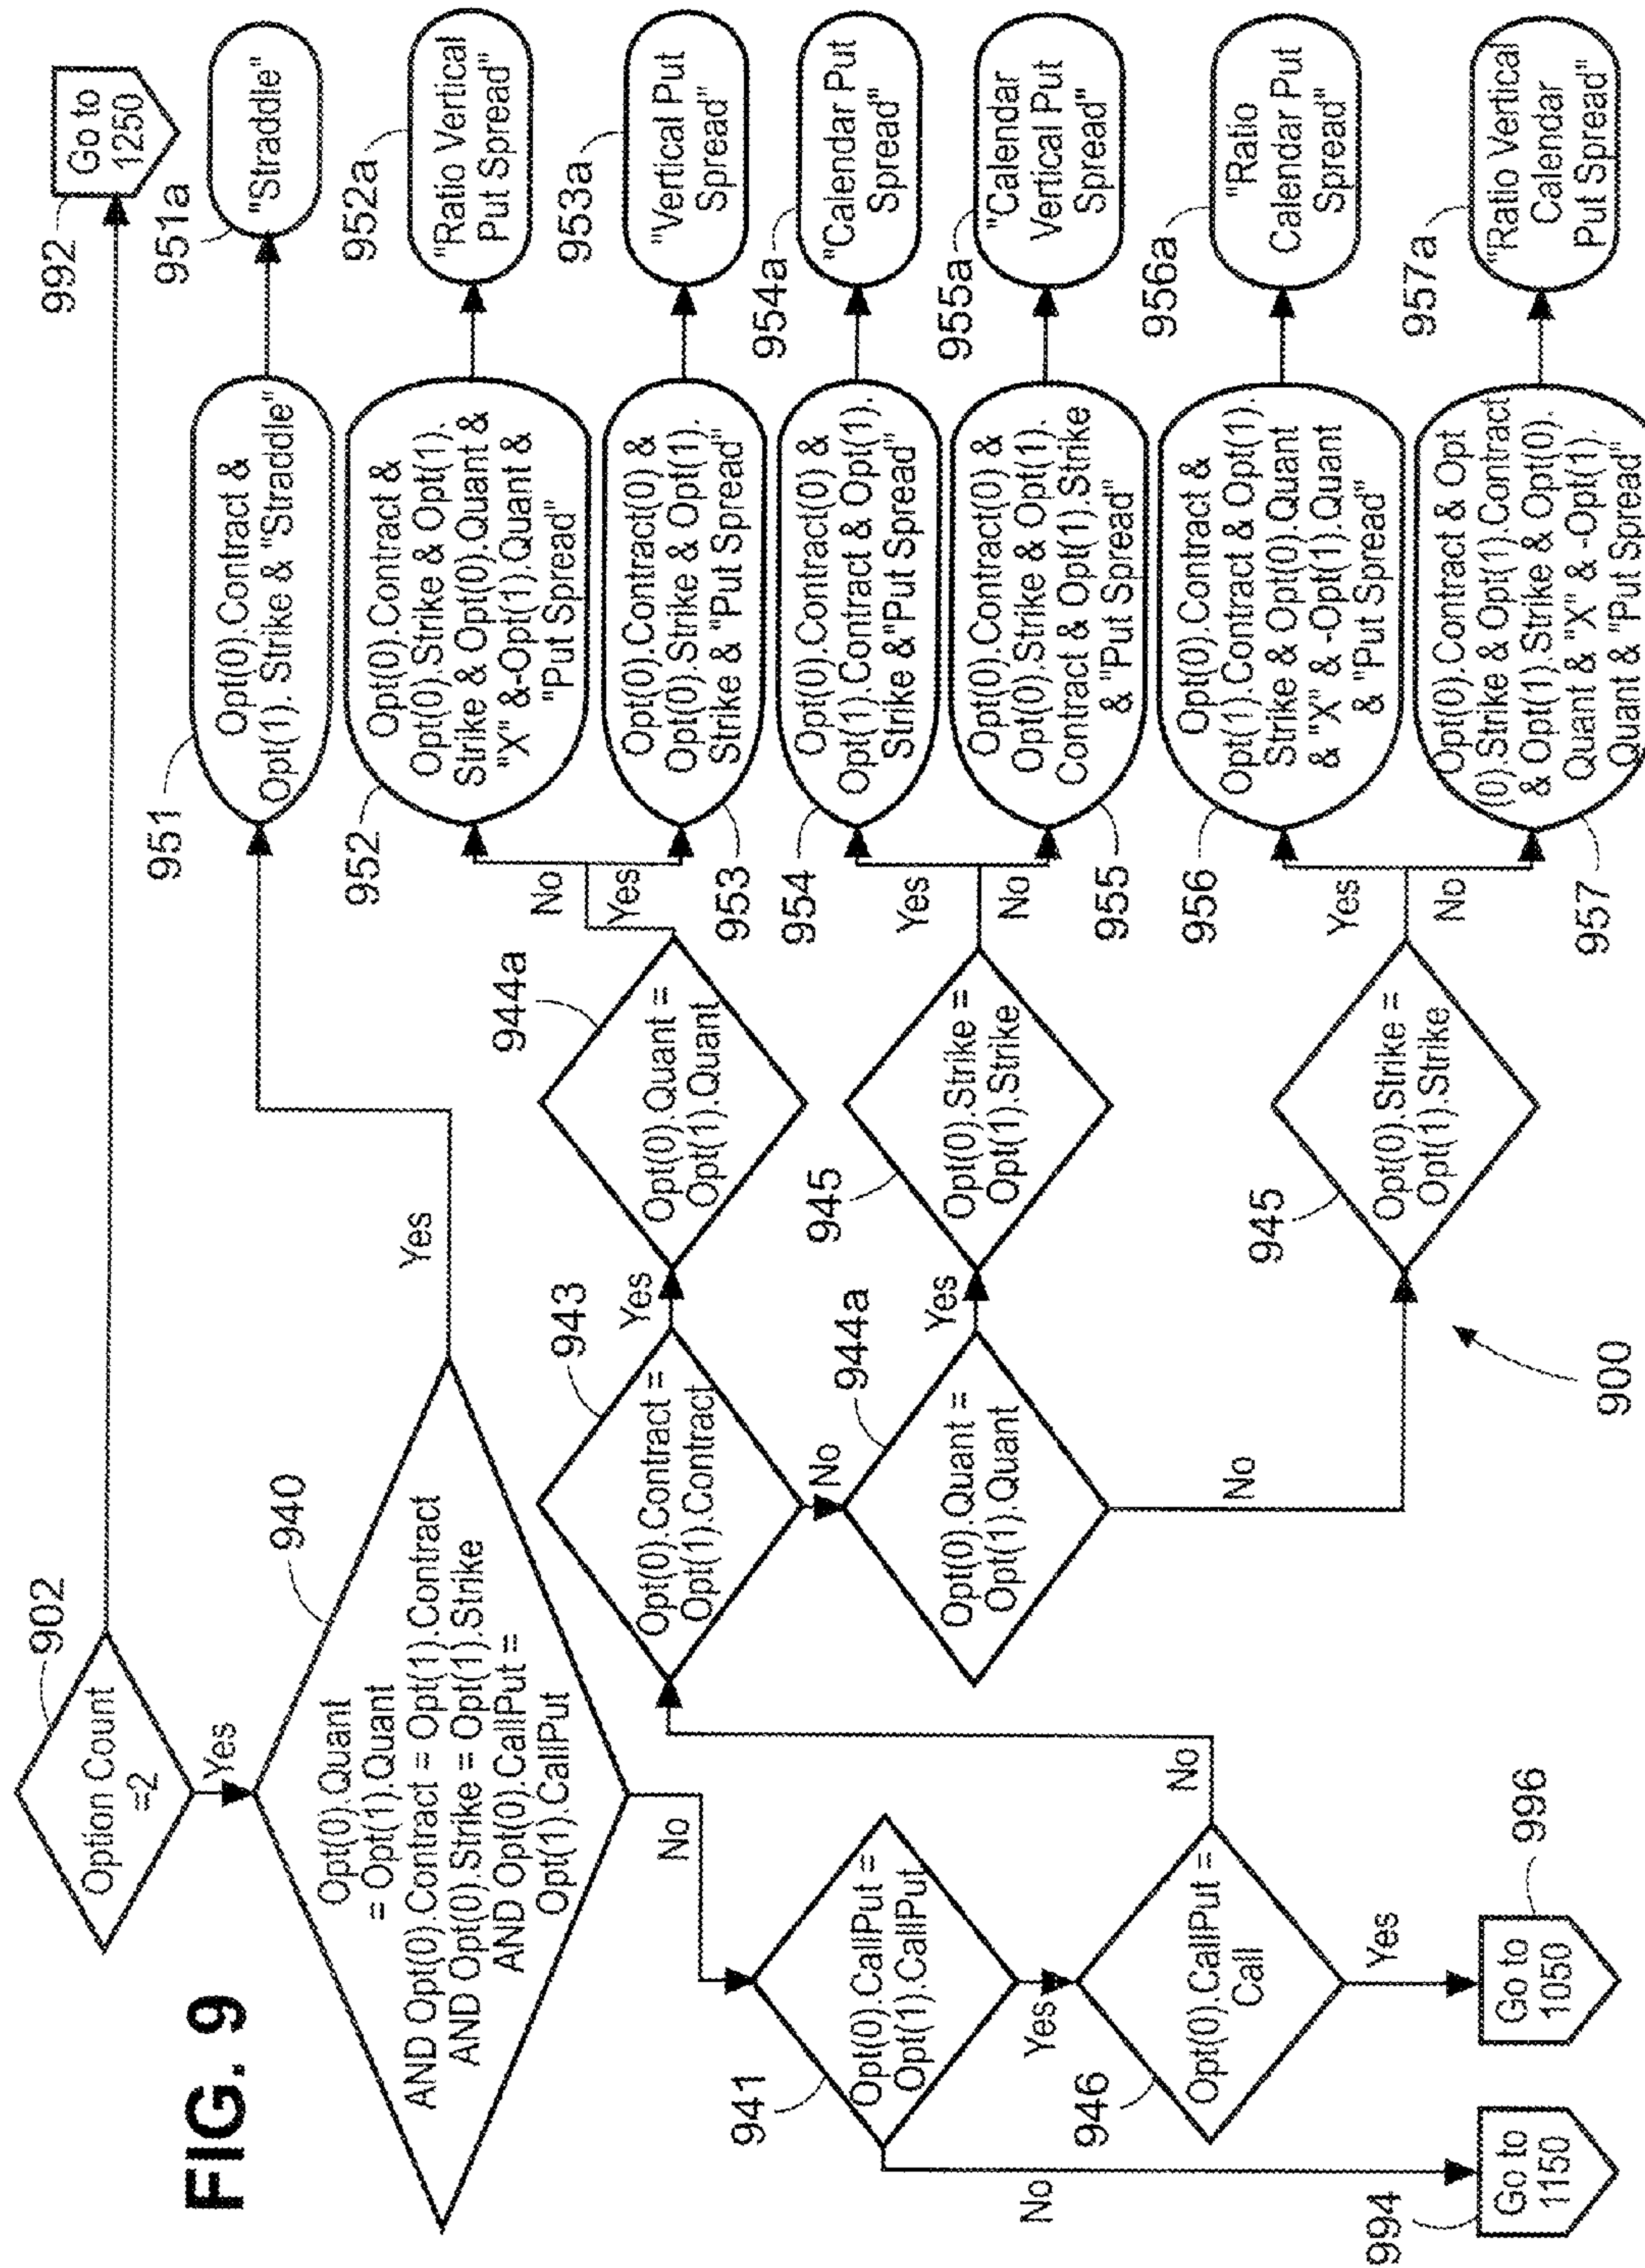 FIG. 9
902
Option Count
=2
Yes
992
Go to
1250
940
Opt(0).Quant
= Opt(1).Quant
AND Opt(0).Contract = Opt(1).Contract
AND Opt(0).Strike = Opt(1).Strike
AND Opt(0).CallPut =
Opt(1).CallPut
Yes
No
951
Opt(0).Contract &
Opt(1). Strike & "Straddle"
951a
"Straddle"
941
Opt(0).CallPut =
Opt(1).CallPut
No
Yes
994
Go to
1150
946
Opt(0).CallPut =
Call
No
Yes
996
Go to
1050
943
Opt(0).Contract =
Opt(1).Contract
Yes
No
944a
Opt(0).Quant =
Opt(1).Quant
No
Yes
952
Opt(0).Contract &
Opt(0).Strike & Opt(1).
Strike & Opt(0).Quant &
"X" &-Opt(1).Quant &
"Put Spread"
952a
"Ratio Vertical
Put Spread"
953
Opt(0).Contract(0) &
Opt(0).Strike & Opt(1).
Strike & "Put Spread"
953a
"Vertical Put
Spread"
944a
Opt(0).Quant =
Opt(1).Quant
Yes
No
945
Opt(0).Strike =
Opt(1).Strike
Yes
No
954
Opt(0).Contract(0) &
Opt(1).Contract & Opt(1).
Strike &"Put Spread"
954a
"Calendar Put
Spread"
955
Opt(0).Contract(0) &
Opt(0).Strike & Opt(1).
Contract & Opt(1).Strike
& "Put Spread"
955a
"Calendar
Vertical Put
Spread"
945
Opt(0).Strike =
Opt(1).Strike
Yes
No
956
Opt(0).Contract &
Opt(1).Contract & Opt(1).
Strike & Opt(0).Quant
& "X" & -Opt(1).Quant
& "Put Spread"
956a
"Ratio
Calendar Put
Spread"
957
Opt(0).Contract & Opt
(0).Strike & Opt(1).Contract
& Opt(1).Strike & Opt(0).
Quant & "X" & -Opt(1).
Quant & "Put Spread"
957a
"Ratio Vertical
Calendar
Put Spread"
900